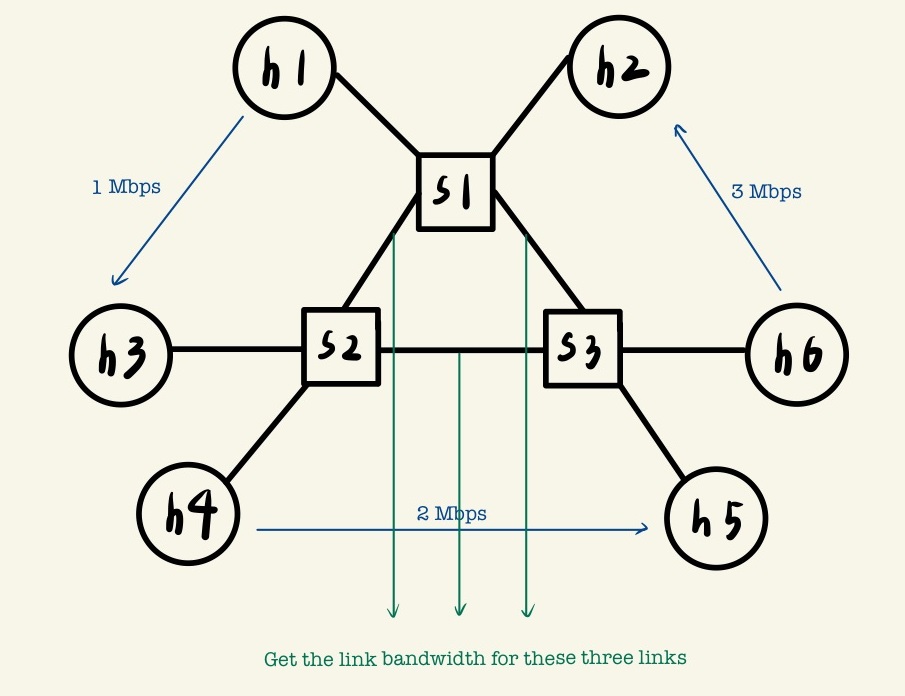 h1
h2
s1
1 Mbps
3 Mbps
h3
s2
s3
h6
h4
2 Mbps
h5
Get the link bandwidth for these three links